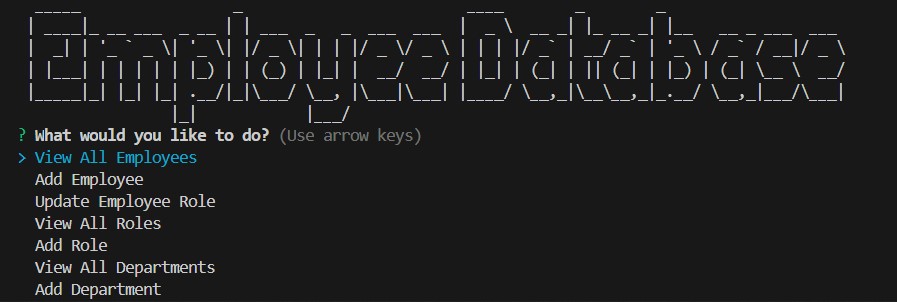 Employee Database
? What would you like to do? (Use arrow keys)
> View All Employees
Add Employee
Update Employee Role
View All Roles
Add Role
View All Departments
Add Department